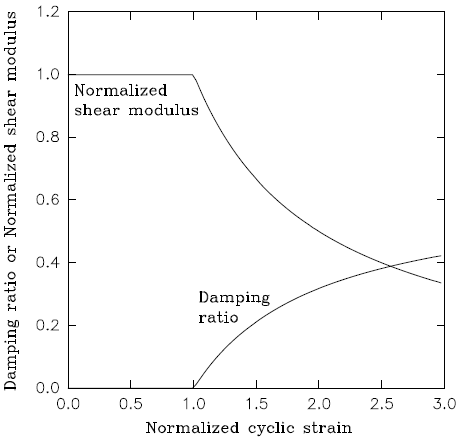 Damping ratio or Normalized shear modulus
1.2
1.0
0.8
0.6
0.4
0.2
0.0
Normalized
shear modulus
Damping
ratio
0.0 0.5 1.0 1.5 2.0 2.5 3.0
Normalized cyclic strain